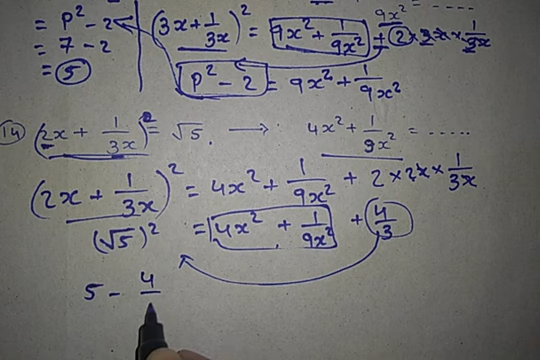 9x² = .....
= p² - 2
(3x + 1/3x)² = 9x² + 1/9x² + 2 × 3x × 1/3x
= 7 - 2
= 5
p² - 2 = 9x² + 1/9x²
14 (2x + 1/3x)² = √5. → 4x² + 1/9x² = .....
(2x + 1/3x)² = 4x² + 1/9x² + 2 × 2x × 1/3x
(√5)² = 4x² + 1/9x² + 4/3
5 - 4